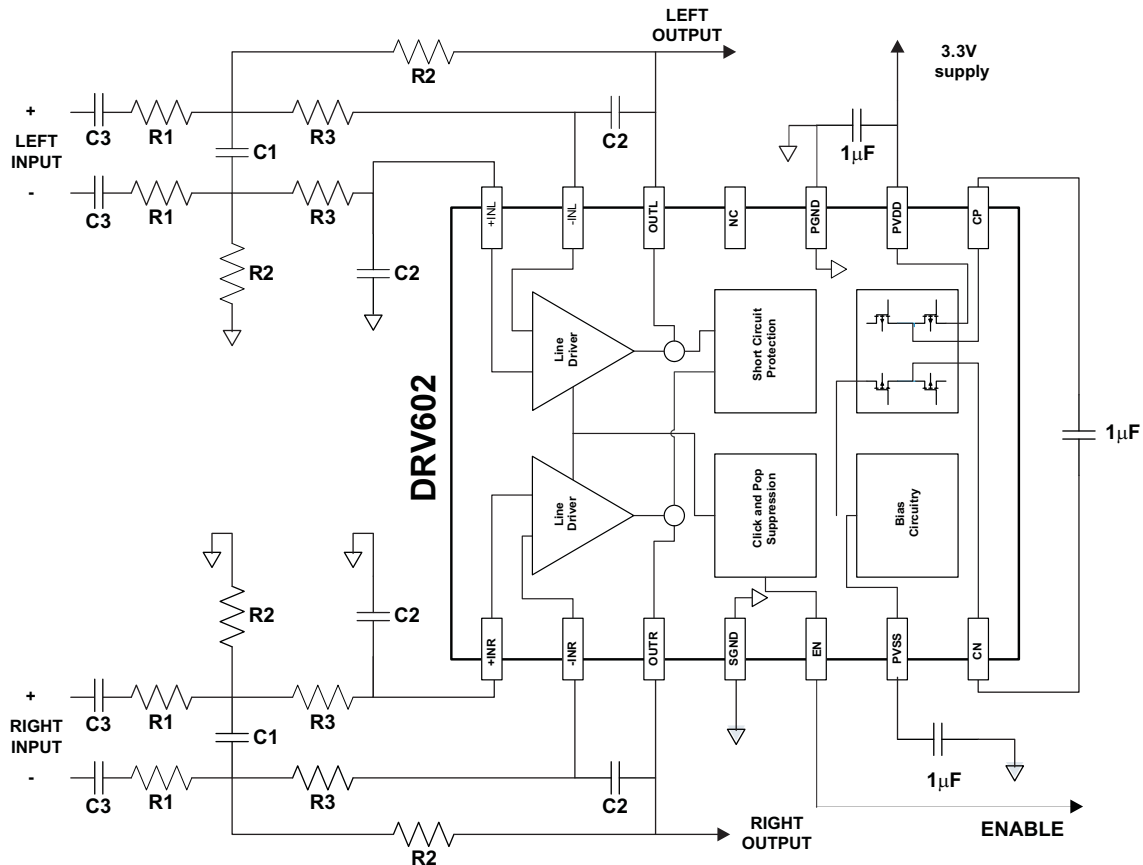 LEFT
OUTPUT
3.3V
supply
R2
+
C3
R1
R3
C2
1μF
LEFT
INPUT
C1
-
C3
R1
R3
+INL
-INL
OUTL
NC
PGND
PVDD
CP
R2
C2
Line
Driver
Short Circuit
Protection
DRV602
1μF
Line
Driver
Click and Pop
Suppression
Bias
Circuitry
R2
C2
+INR
-INR
OUTR
SGND
EN
PVSS
CN
+
C3
R1
R3
RIGHT
INPUT
C1
-
C3
R1
R3
C2
1μF
R2
RIGHT
OUTPUT
ENABLE